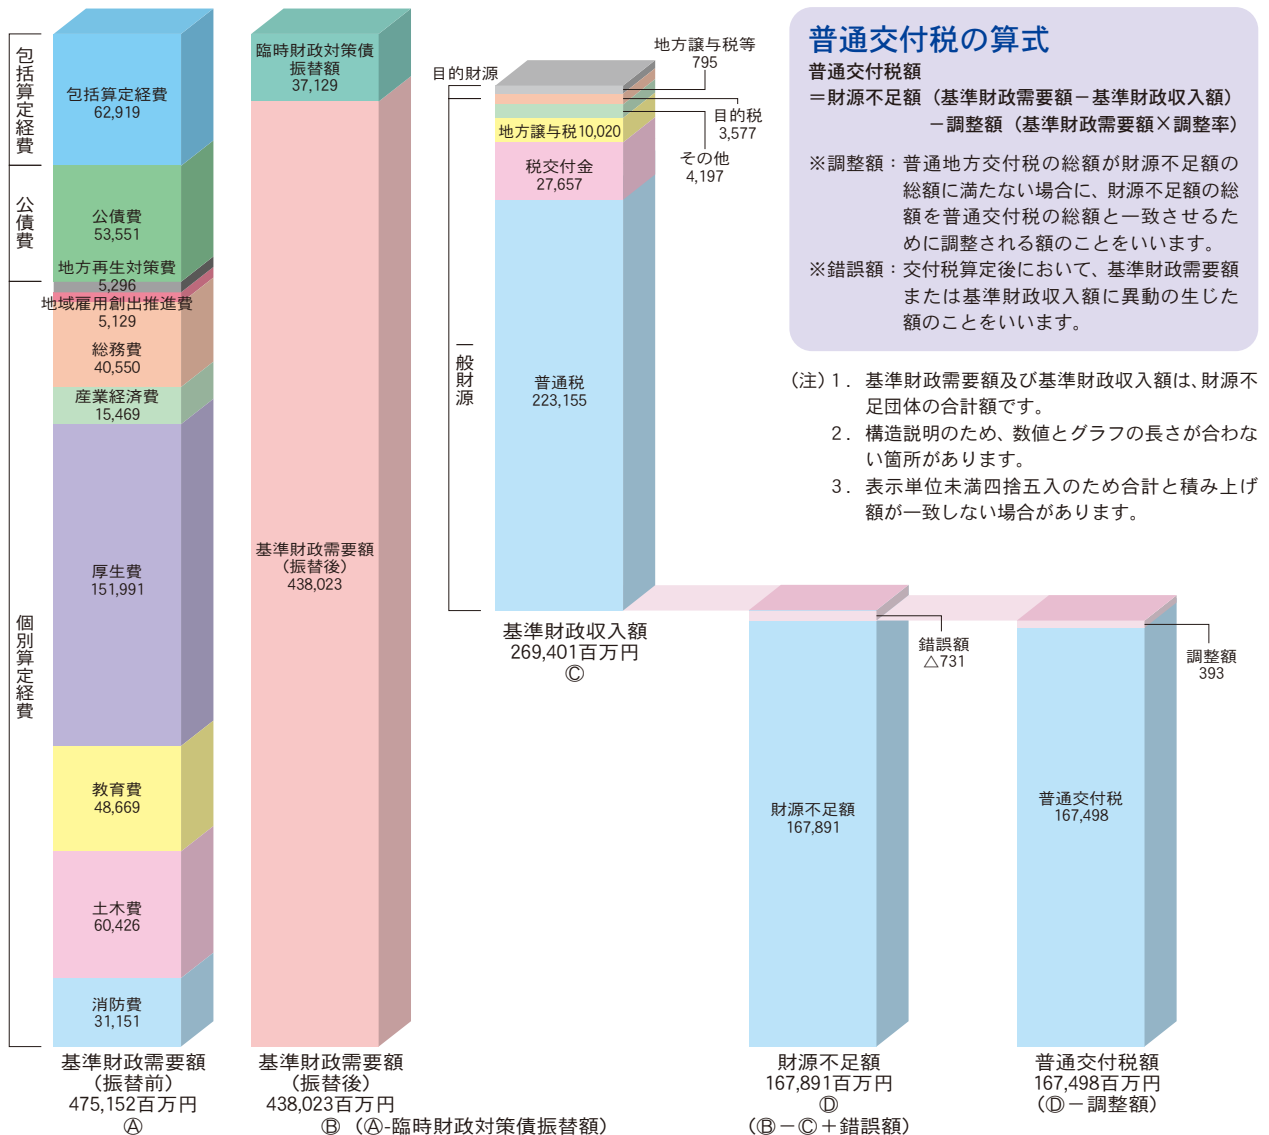 包括算定経費
公債費
個別算定経費
包括算定経費
62,919
公債費
53,551
地方再生対策費
5,296
地域雇用創出推進費
5,129
総務費
40,550
産業経済費
15,469
厚生費
151,991
教育費
48,669
土木費
60,426
消防費
31,151
基準財政需要額
(振替前)
475,152百万円
Ⓐ
臨時財政対策債
振替額
37,129
基準財政需要額
(振替後)
438,023
基準財政需要額
(振替後)
438,023百万円
Ⓑ (Ⓐ-臨時財政対策債振替額)
目的財源
一般財源
地方譲与税等
795
目的税
3,577
その他
4,197
地方譲与税10,020
税交付金
27,657
普通税
223,155
基準財政収入額
269,401百万円
Ⓒ
錯誤額
△731
財源不足額
167,891
財源不足額
167,891百万円
Ⓓ
(Ⓑ-Ⓒ+錯誤額)
調整額
393
普通交付税
167,498
普通交付税額
167,498百万円
(Ⓓ-調整額)
普通交付税の算式
普通交付税額
=財源不足額(基準財政需要額-基準財政収入額)
-調整額(基準財政需要額×調整率)
※調整額:普通地方交付税の総額が財源不足額の
総額に満たない場合に、財源不足額の総
額を普通交付税の総額と一致させるた
めに調整される額のことをいいます。
※錯誤額:交付税算定後において、基準財政需要額
または基準財政収入額に異動の生じた
額のことをいいます。
(注)1. 基準財政需要額及び基準財政収入額は、財源不
足団体の合計額です。
2. 構造説明のため、数値とグラフの長さが合わな
い箇所があります。
3. 表示単位未満四捨五入のため合計と積み上げ
額が一致しない場合があります。